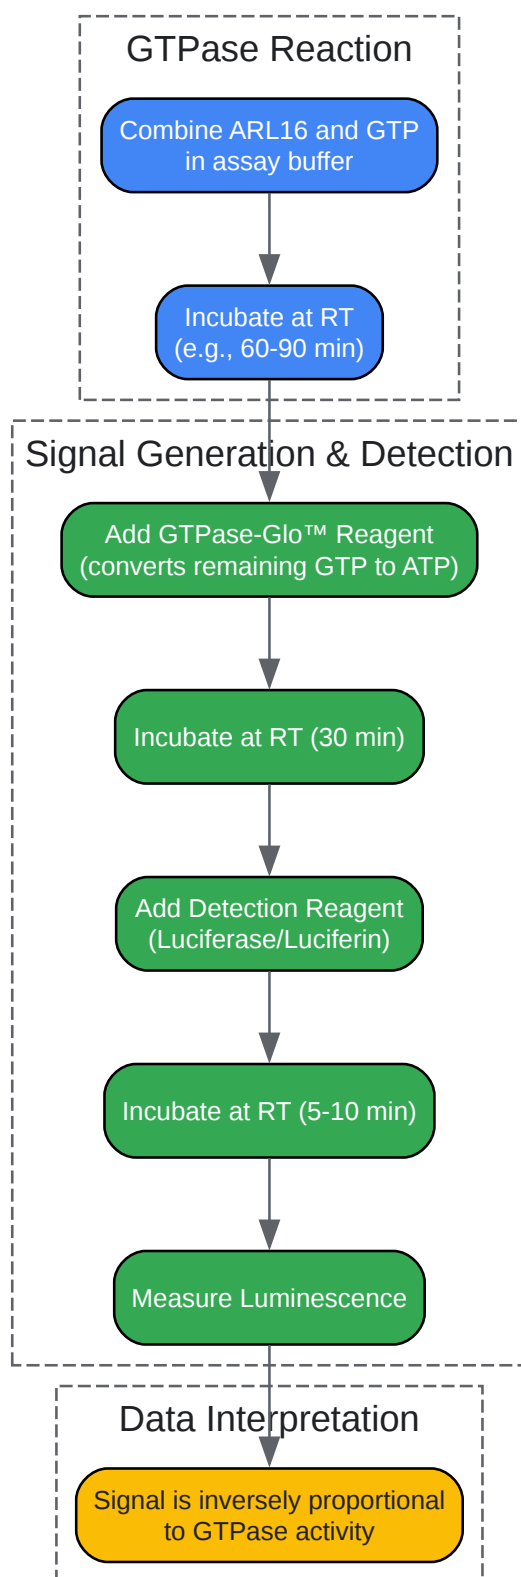 GTPase Reaction
Combine ARL16 and GTP
in assay buffer
Incubate at RT
(e.g., 60-90 min)
Signal Generation & Detection
Add GTPase-Glo™ Reagent
(converts remaining GTP to ATP)
Incubate at RT (30 min)
Add Detection Reagent
(Luciferase/Luciferin)
Incubate at RT (5-10 min)
Measure Luminescence
Data Interpretation
Signal is inversely proportional
to GTPase activity